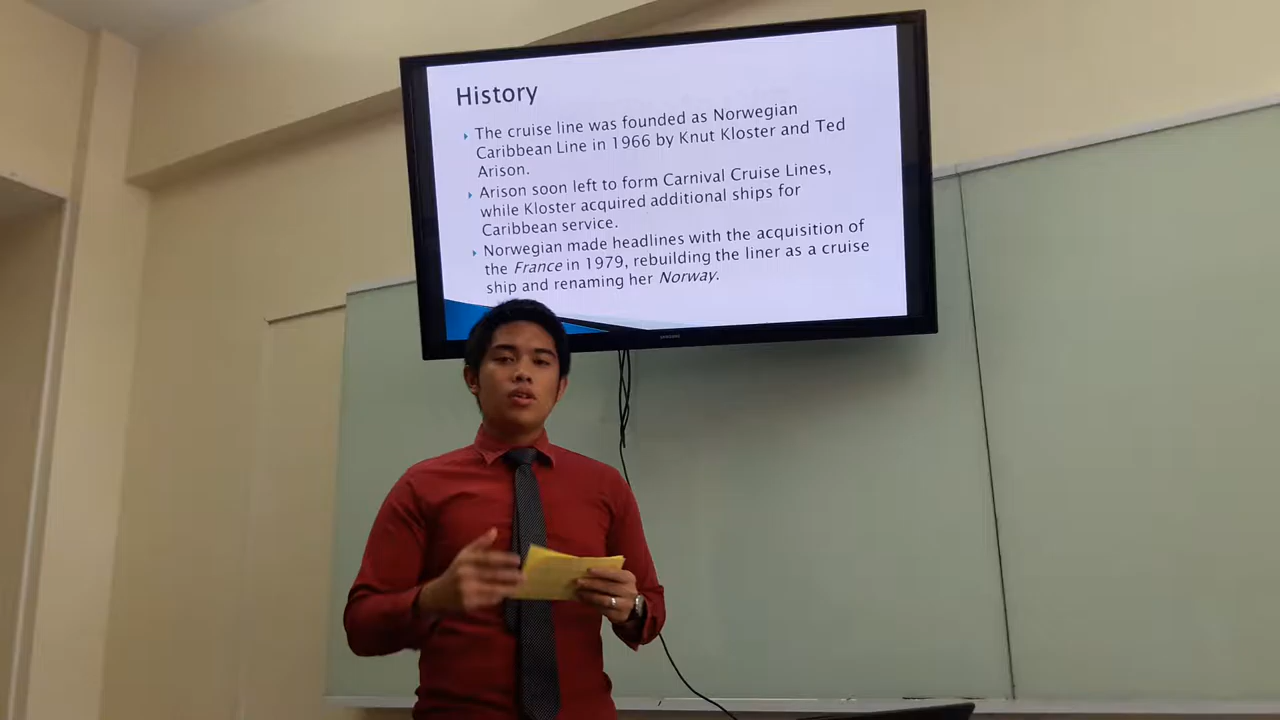 History
The cruise line was founded as Norwegian
Caribbean Line in 1966 by Knut Kloster and Ted
Arison.
Arison soon left to form Carnival Cruise Lines,
while Kloster acquired additional ships for
Caribbean service.
Norwegian made headlines with the acquisition of
the France in 1979, rebuilding the liner as a cruise
ship and renaming her Norway.
SAMSUNG